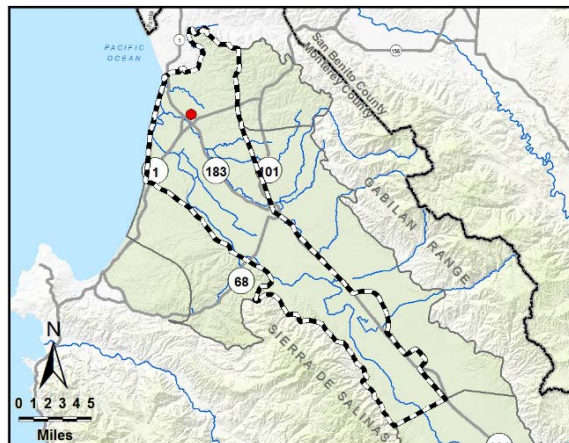 1
156
PACIFIC
OCEAN
San Benito County
Monterey County
1
183
101
GABILAN RANGE
68
SIERRA DE SALINAS
N
0 1 2 3 4 5
Miles